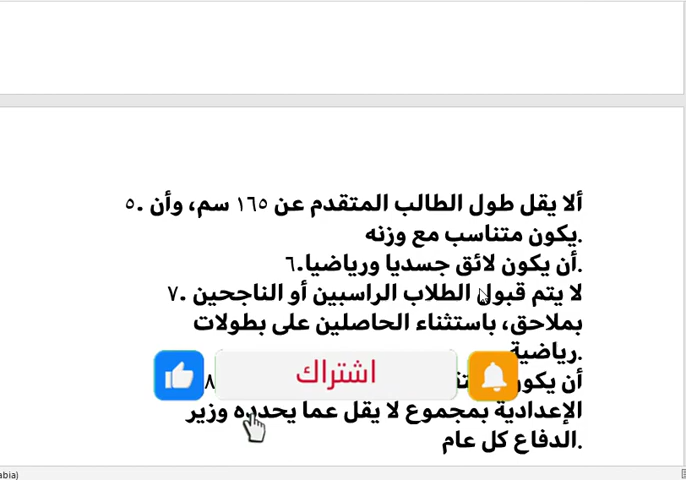 ألا يقل طول الطالب المتقدم عن ١٦٥ سم، وأن .٥
يكون متناسب مع وزنه.
أن يكون لائق جسديا ورياضيا.٦.
لا يتم قبول الطلاب الراسبين أو الناجحين .٧
بملاحق، باستثناء الحاصلين على بطولات
رياضية.
أن يكون ٨
اشتراك
الإعدادية بمجموع لا يقل عما يحدده وزير
الدفاع كل عام.
abia)